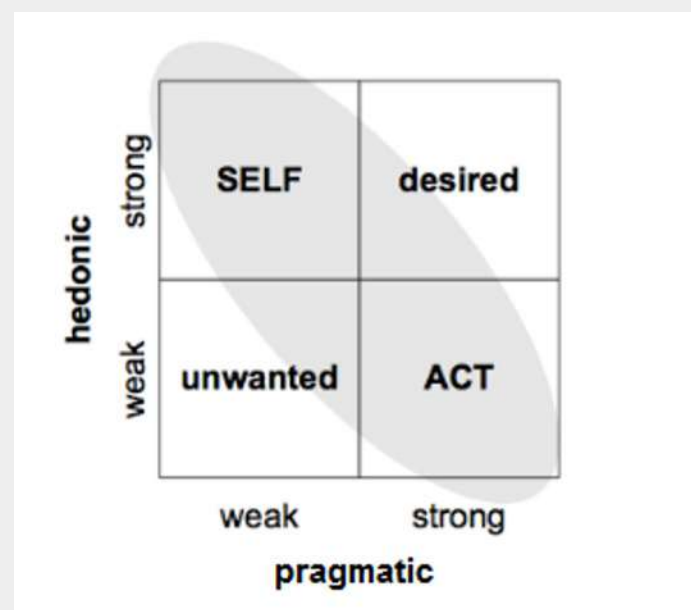 hedonic
strong
SELF
desired
weak
unwanted
ACT
weak
strong
pragmatic